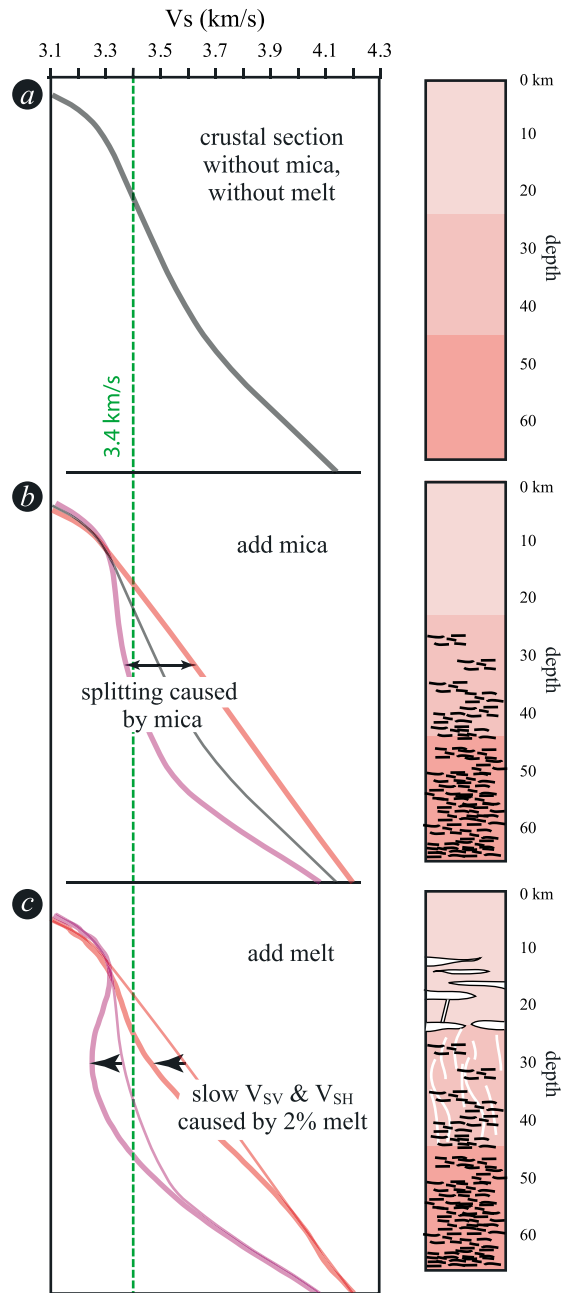 Vs (km/s)
3.1 3.3 3.5 3.7 3.9 4.1 4.3
a
crustal section
without mica,
without melt
3.4 km/s
0 km
10
20
30
40
50
60
depth
b
add mica
splitting caused
by mica
0 km
10
20
30
40
50
60
depth
c
add melt
slow VSV & VSH
caused by 2% melt
0 km
10
20
30
40
50
60
depth